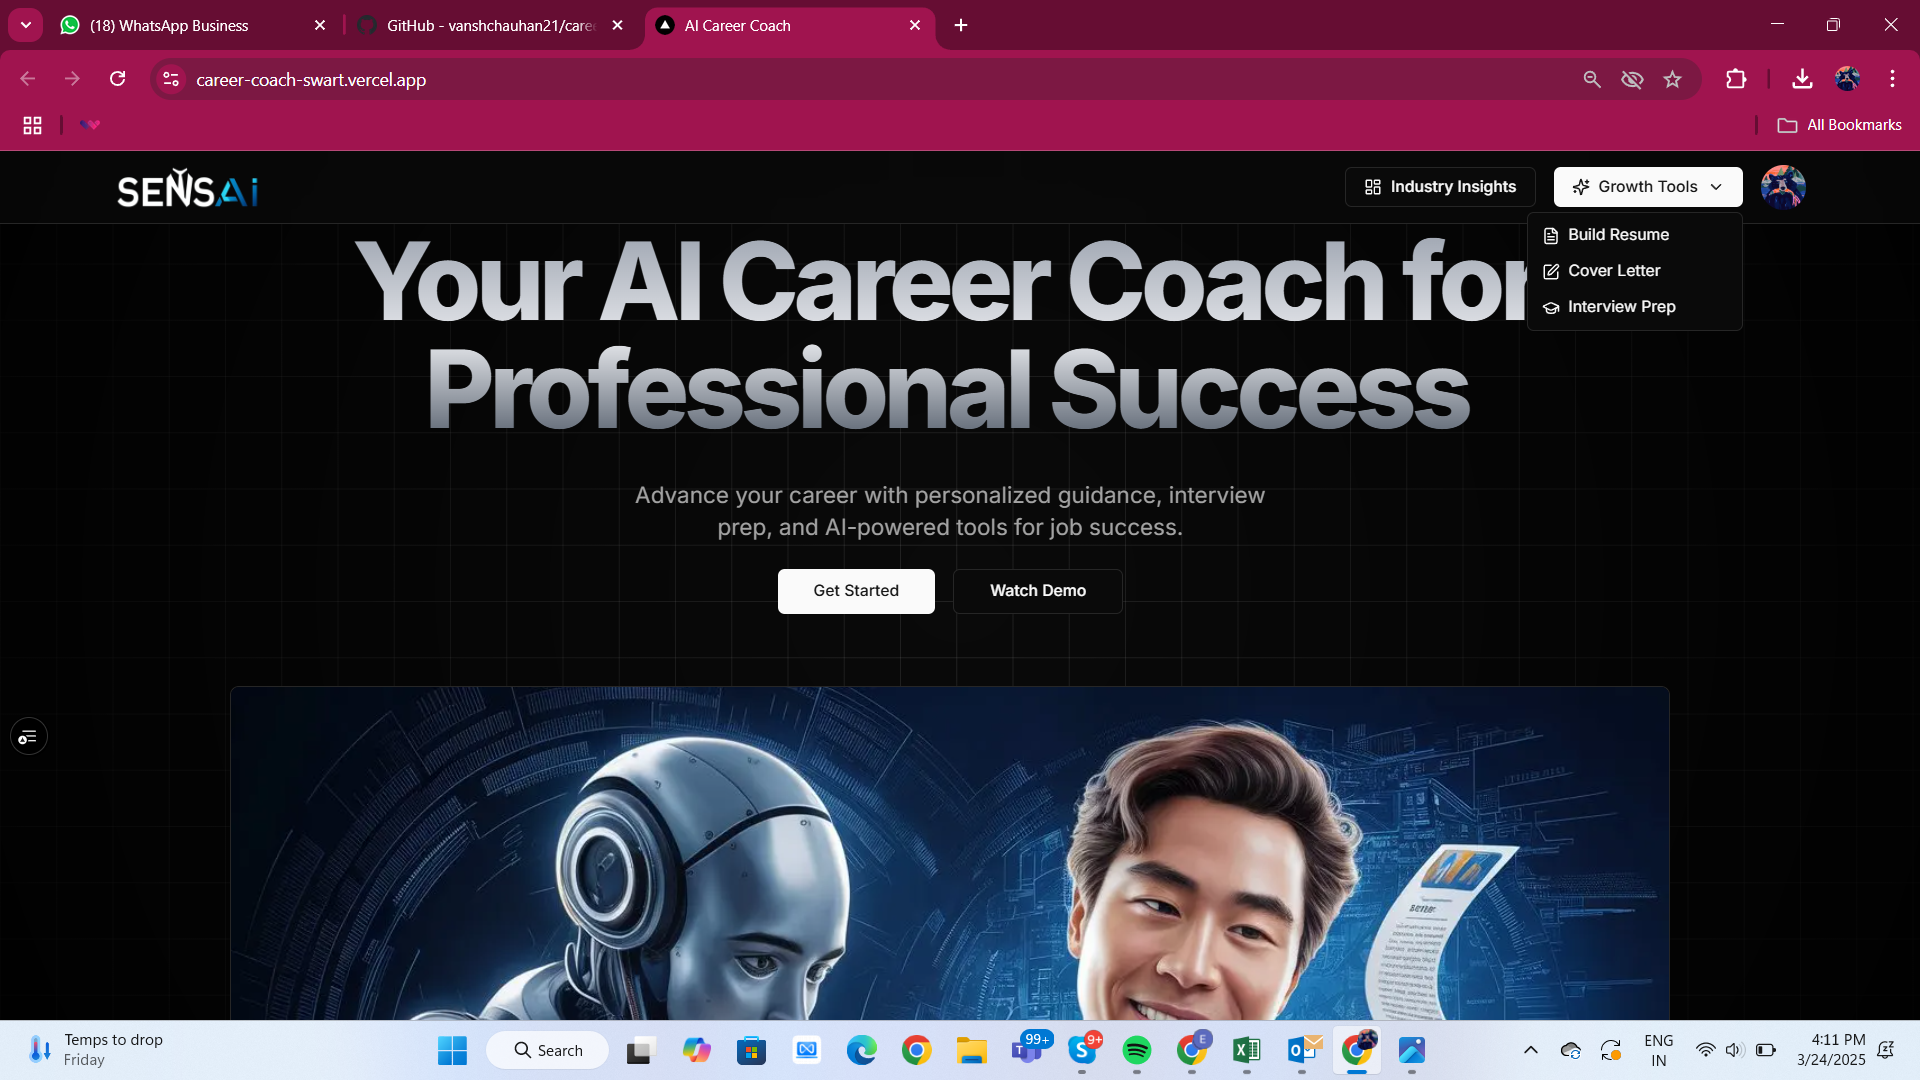 (18) WhatsApp Business
GitHub - vanshchauhan21/care
AI Career Coach
career-coach-swart.vercel.app
All Bookmarks
SENSAi
Industry Insights
Growth Tools
Build Resume
Cover Letter
Interview Prep
Your AI Career Coach for
Professional Success
Advance your career with personalized guidance, interview
prep, and AI-powered tools for job success.
Get Started
Watch Demo
Temps to drop
Friday
Search
99+
9+
E
ENG
IN
4:11 PM
3/24/2025